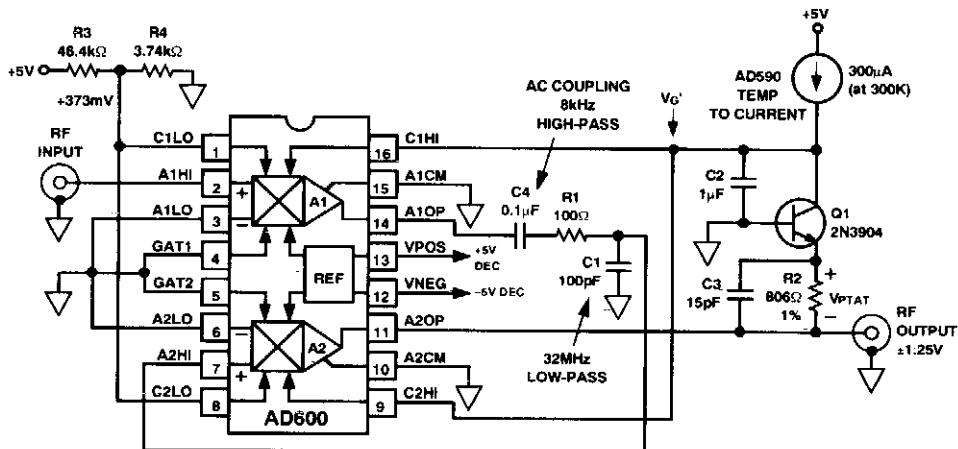 R3
46.4kΩ
R4
3.74kΩ
+5V
+373mV
RF
INPUT
C1LO
1
A1HI
2
A1LO
3
GAT1
4
GAT2
5
A2LO
6
A2HI
7
C2LO
8
+
-
A1
REF
-
+
A2
AD600
C1HI
16
A1CM
15
A1OP
14
VPOS
13
VNEG
12
A2OP
11
A2CM
10
C2HI
9
+5V
DEC
-5V DEC
AC COUPLING
8kHz
HIGH-PASS
C4
0.1µF
R1
100Ω
C1
100pF
32MHz
LOW-PASS
VG'
+5V
AD590
TEMP
TO CURRENT
300µA
(at 300K)
C2
1µF
Q1
2N3904
C3
15pF
R2
806Ω
1%
+
VPTAT
-
RF
OUTPUT
±1.25V